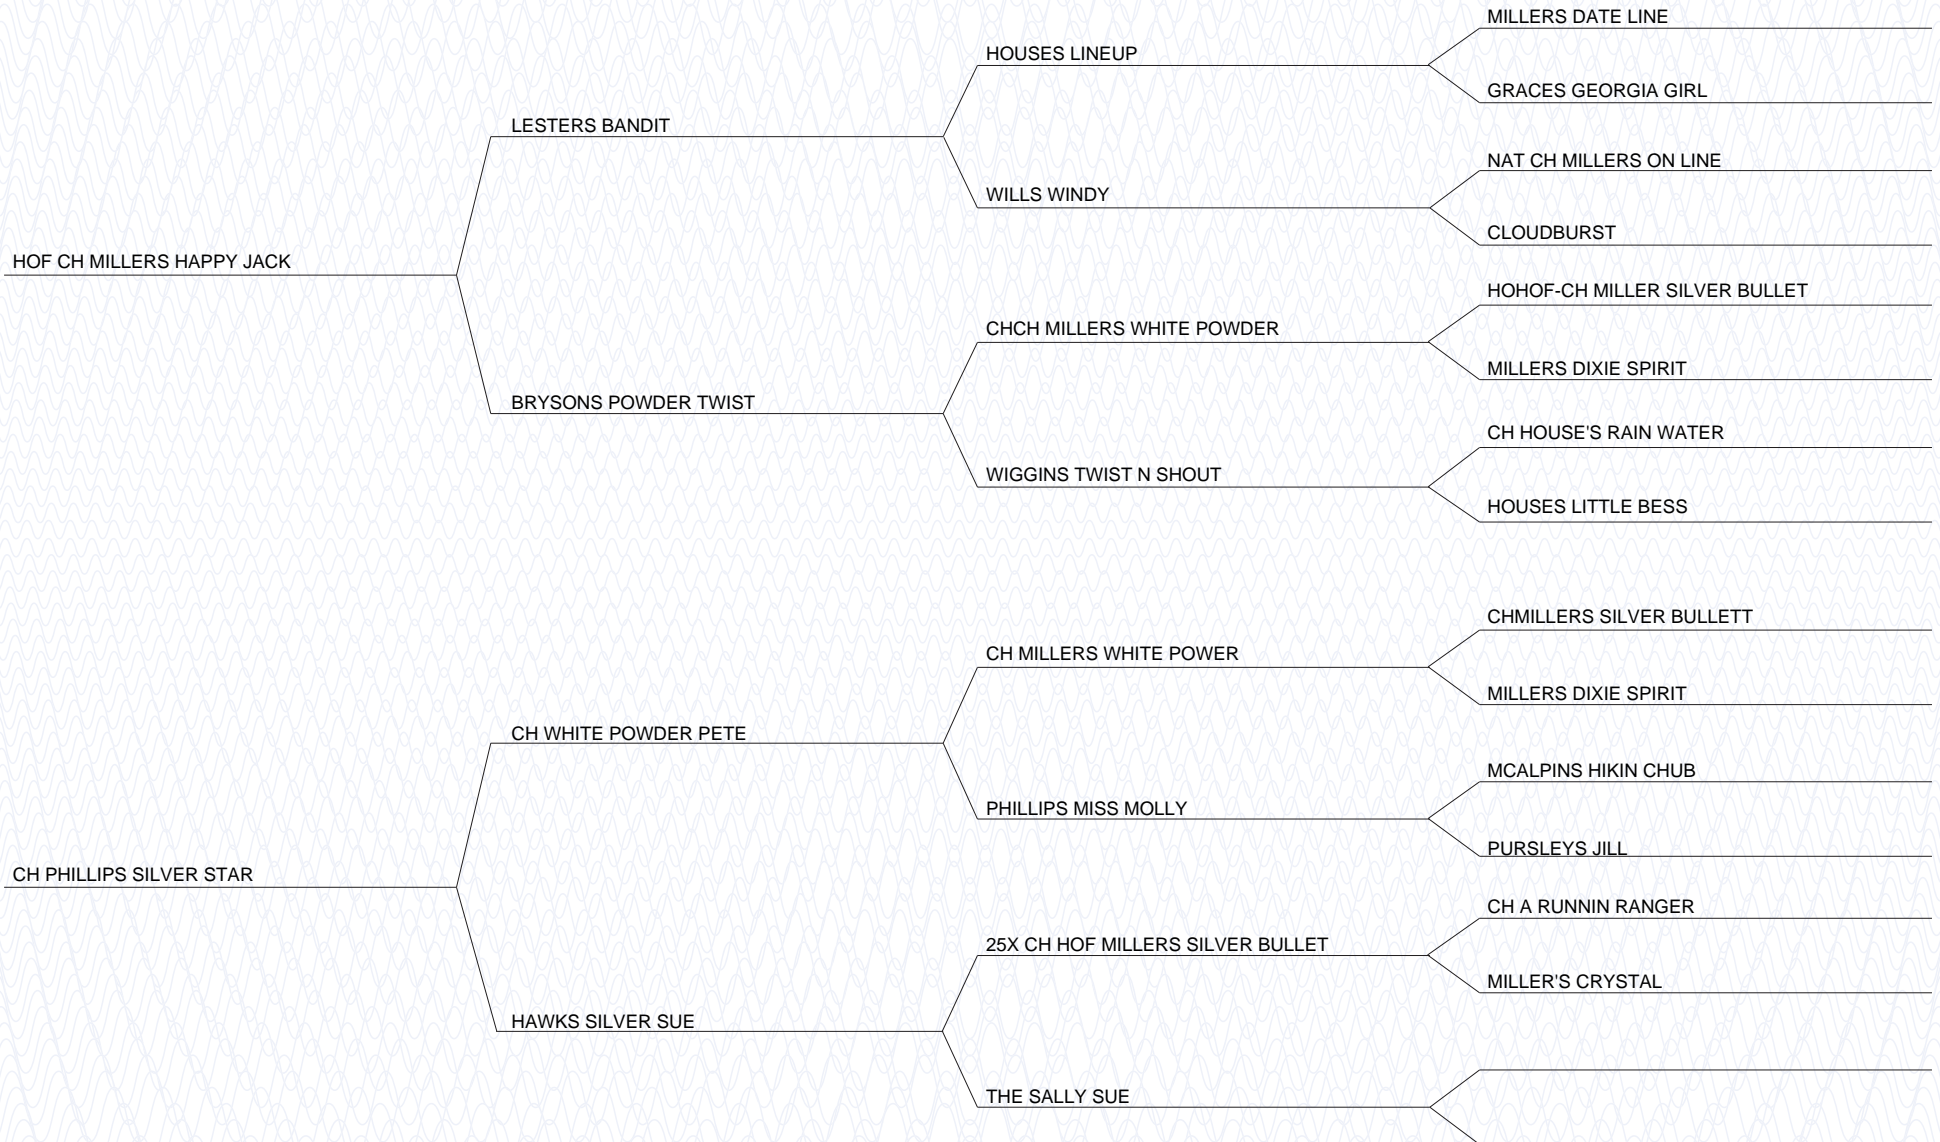 MILLERS DATE LINE
HOUSES LINEUP
GRACES GEORGIA GIRL
LESTERS BANDIT
NAT CH MILLERS ON LINE
WILLS WINDY
CLOUDBURST
HOF CH MILLERS HAPPY JACK
HOHOF-CH MILLER SILVER BULLET
CHCH MILLERS WHITE POWDER
MILLERS DIXIE SPIRIT
BRYSONS POWDER TWIST
CH HOUSE'S RAIN WATER
WIGGINS TWIST N SHOUT
HOUSES LITTLE BESS
CHMILLERS SILVER BULLETT
CH MILLERS WHITE POWER
MILLERS DIXIE SPIRIT
CH WHITE POWDER PETE
MCALPINS HIKIN CHUB
PHILLIPS MISS MOLLY
PURSLEYS JILL
CH PHILLIPS SILVER STAR
CH A RUNNIN RANGER
25X CH HOF MILLERS SILVER BULLET
MILLER'S CRYSTAL
HAWKS SILVER SUE
THE SALLY SUE